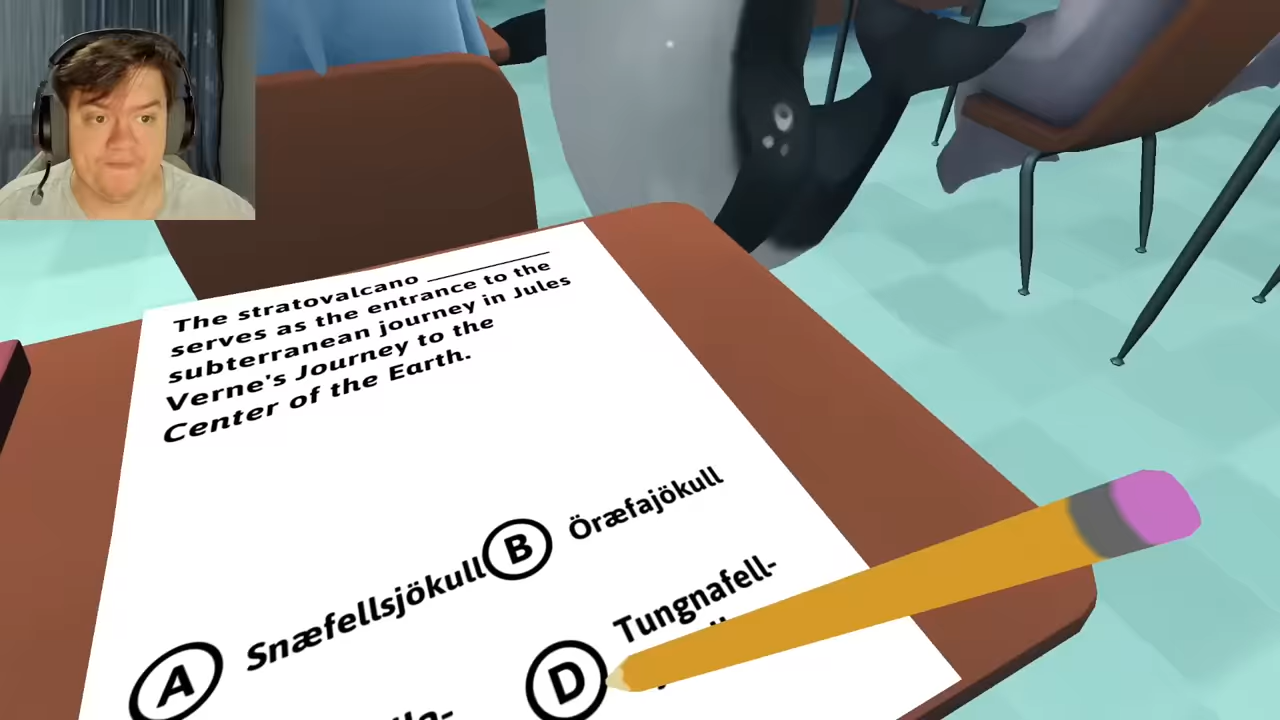 The stratovalcano __________
serves as the entrance to the
subterranean journey in Jules
Verne's Journey to the
Center of the Earth.
A Snæfellsjökull
B Öræfajökull
D Tungnafell-